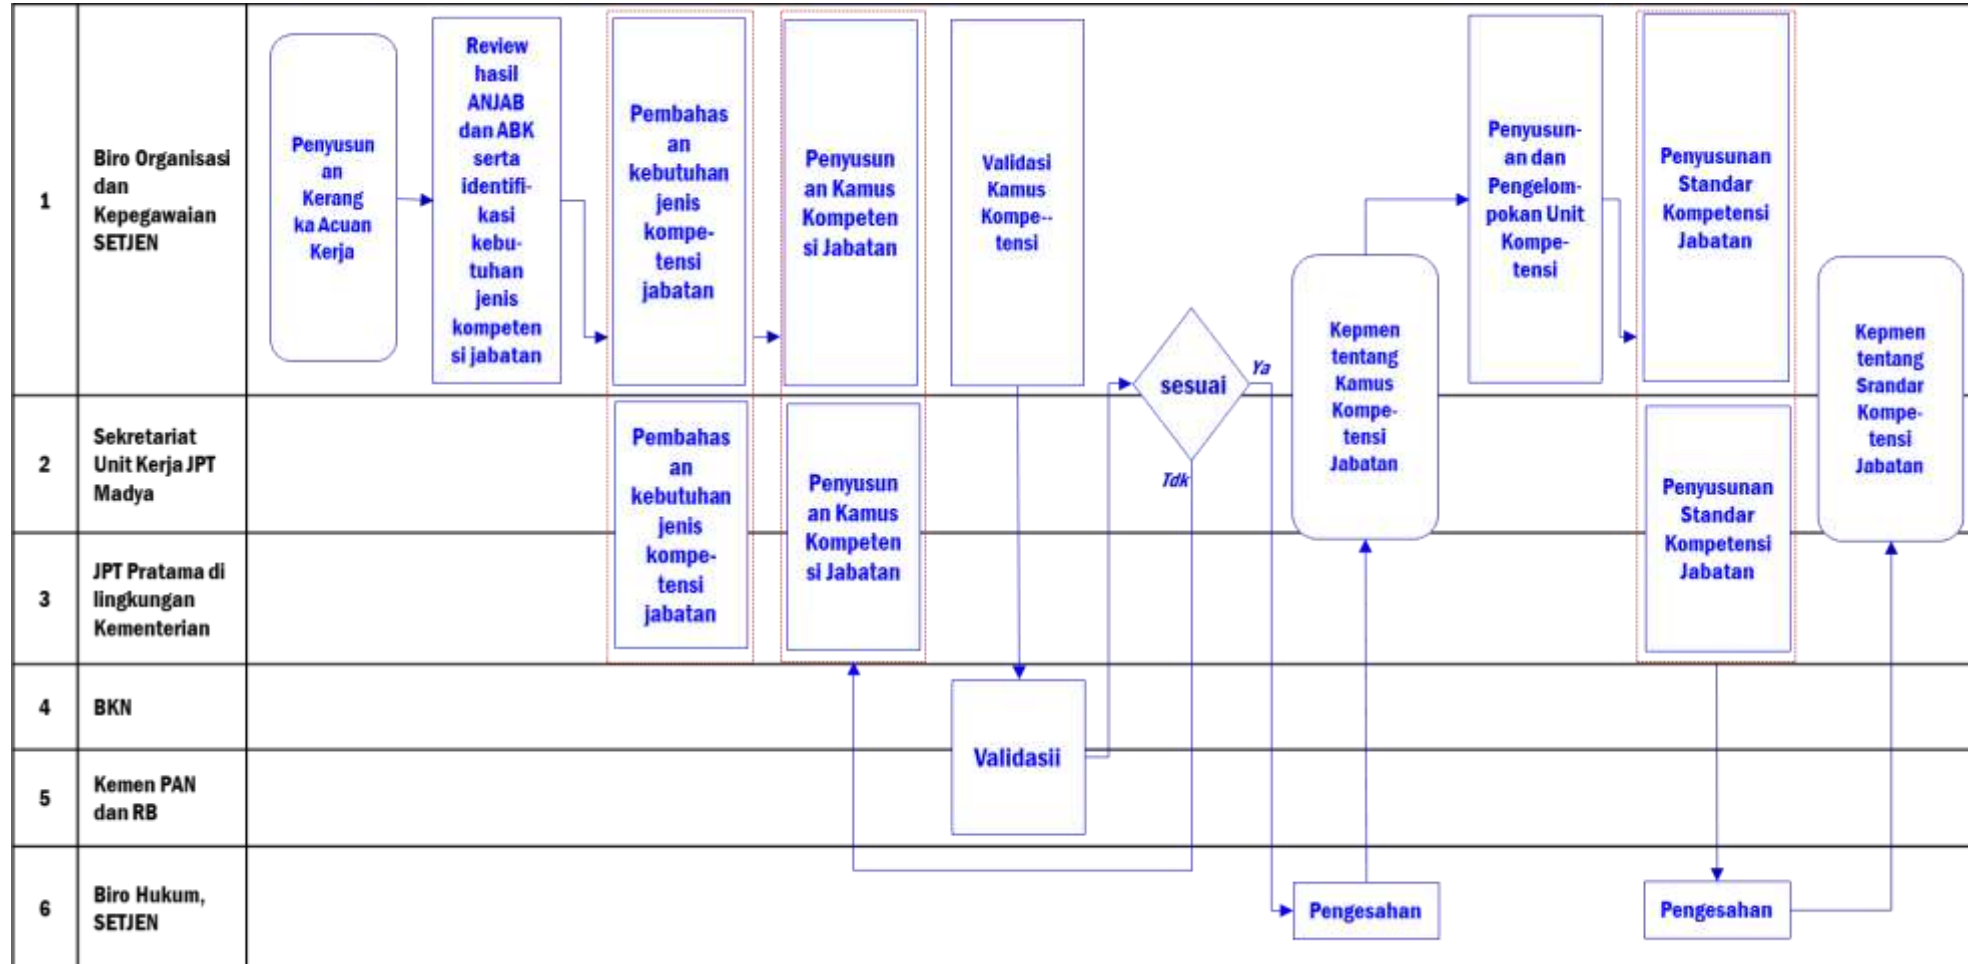 1
Biro Organisasi
dan
Kepegawaian
SETJEN
Penyusun
an
Kerang
ka Acuan
Kerja
Review
hasil
ANJAB
dan ABK
serta
identifi-
kasi
kebu-
tuhan
jenis
kompeten
si jabatan
Pembahas
an
kebutuhan
jenis
kompe-
tensi
jabatan
Penyusun
an Kamus
Kompeten
si Jabatan
Validasi
Kamus
Kompe--
tensi
sesuai
Ya
Tdk
Kepmen
tentang
Kamus
Kompe-
tensi
Jabatan
Penyusun-
an dan
Pengelom-
pokan Unit
Kompe-
tensi
Penyusunan
Standar
Kompetensi
Jabatan
Kepmen
tentang
Srandar
Kompe-
tensi
Jabatan
2
Sekretariat
Unit Kerja JPT
Madya
Pembahas
an
kebutuhan
jenis
kompe-
tensi
jabatan
Penyusun
an Kamus
Kompeten
si Jabatan
Penyusunan
Standar
Kompetensi
Jabatan
3
JPT Pratama di
lingkungan
Kementerian
4
BKN
Validasii
5
Kemen PAN
dan RB
6
Biro Hukum,
SETJEN
Pengesahan
Pengesahan